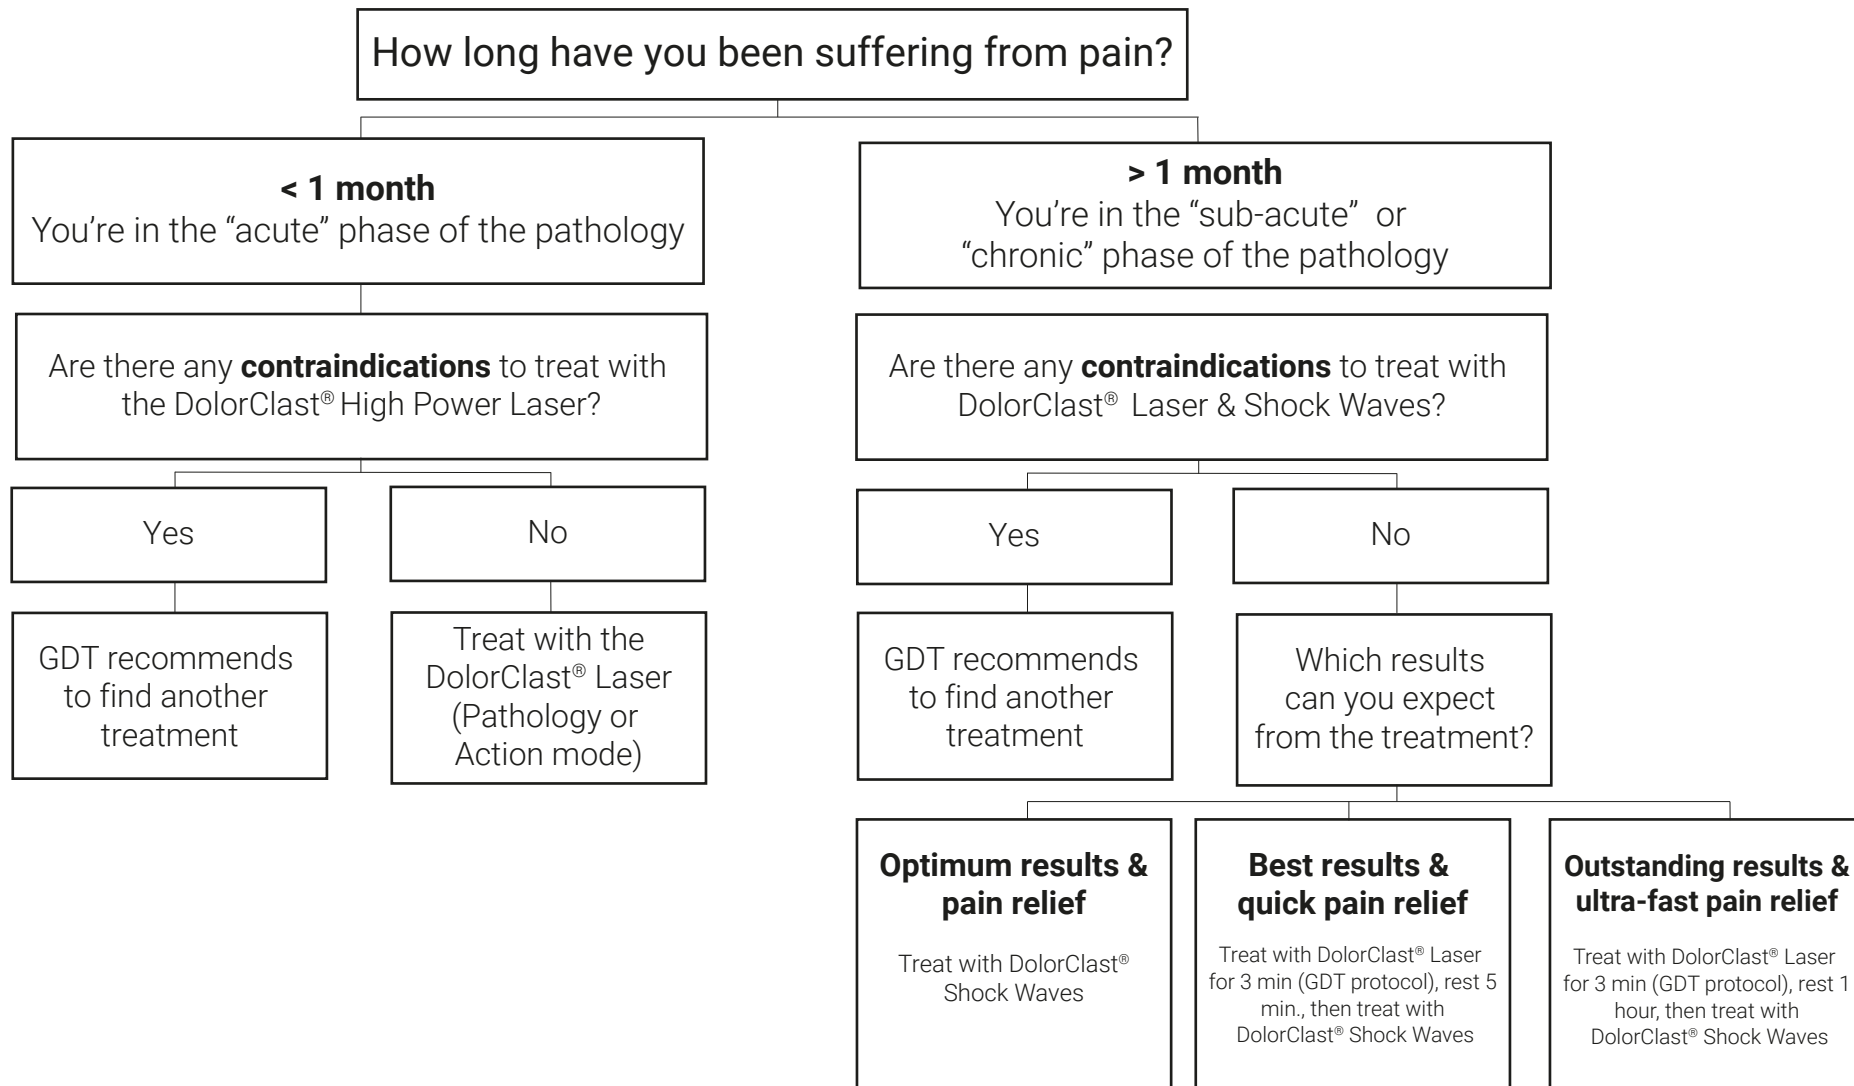 How long have you been suffering from pain?
< 1 month
You’re in the “acute” phase of the pathology
> 1 month
You’re in the “sub-acute” or
“chronic” phase of the pathology
Are there any contraindications to treat with
the DolorClast® High Power Laser?
Are there any contraindications to treat with
DolorClast® Laser & Shock Waves?
Yes
No
Yes
No
GDT recommends
to find another
treatment
Treat with the
DolorClast® Laser
(Pathology or
Action mode)
GDT recommends
to find another
treatment
Which results
can you expect
from the treatment?
Optimum results &
pain relief
Treat with DolorClast®
Shock Waves
Best results &
quick pain relief
Treat with DolorClast® Laser
for 3 min (GDT protocol), rest 5
min., then treat with
DolorClast® Shock Waves
Outstanding results &
ultra-fast pain relief
Treat with DolorClast® Laser
for 3 min (GDT protocol), rest 1
hour, then treat with
DolorClast® Shock Waves